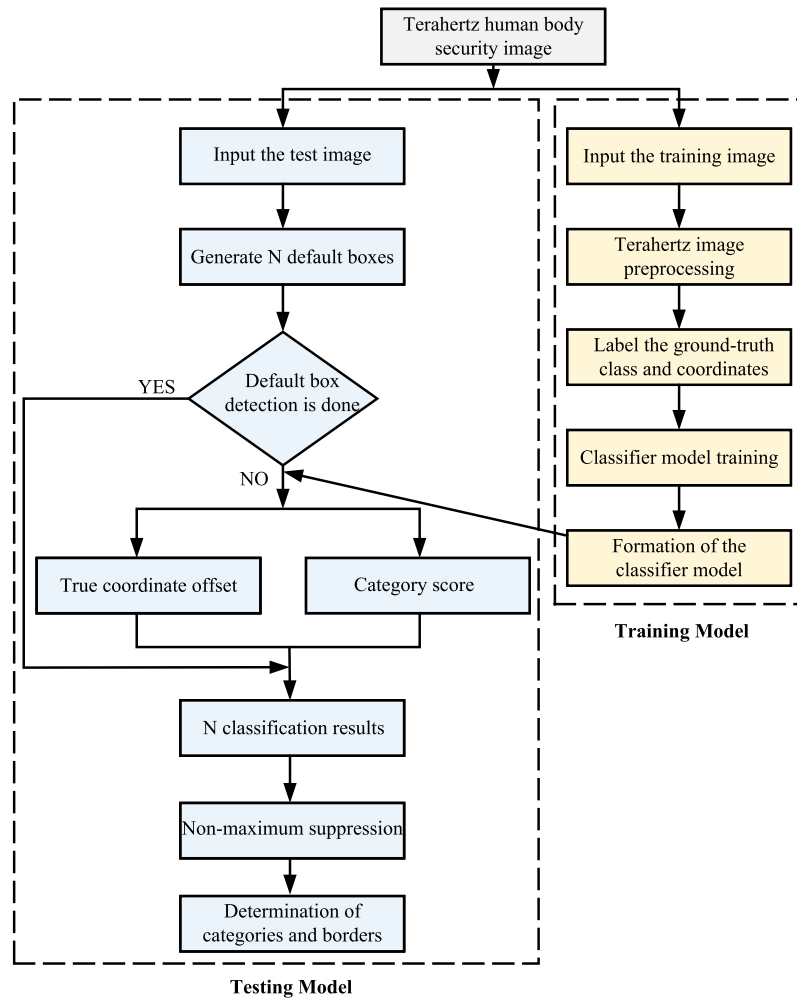 Terahertz human body
security image
Input the test image
Generate N default boxes
Default box
detection is done
YES
NO
True coordinate offset
Category score
N classification results
Non-maximum suppression
Determination of
categories and borders
Testing Model
Input the training image
Terahertz image
preprocessing
Label the ground-truth
class and coordinates
Classifier model training
Formation of the
classifier model
Training Model